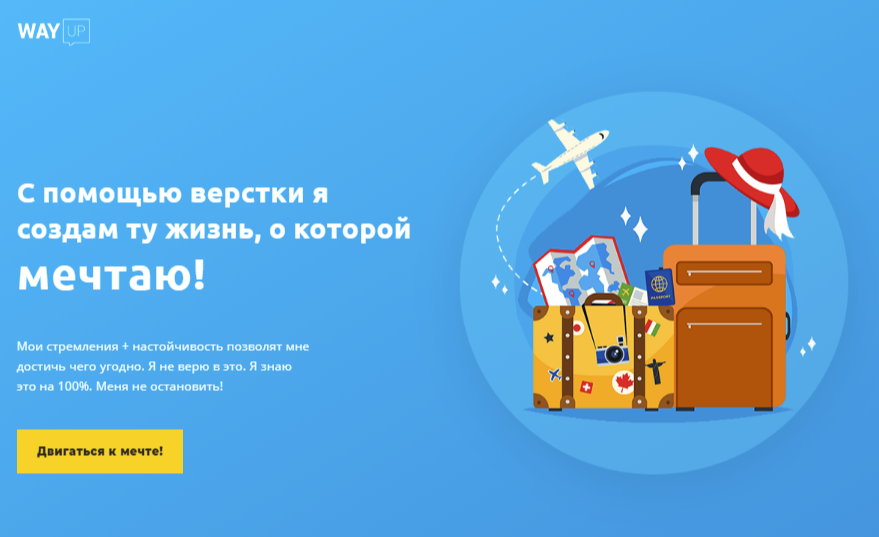 WAY UP
С помощью верстки я
создам ту жизнь, о которой
мечтаю!
Мои стремления + настойчивость позволят мне
достичь чего угодно. Я не верю в это. Я знаю
это на 100%. Меня не остановить!
Двигаться к мечте!
PASSPORT